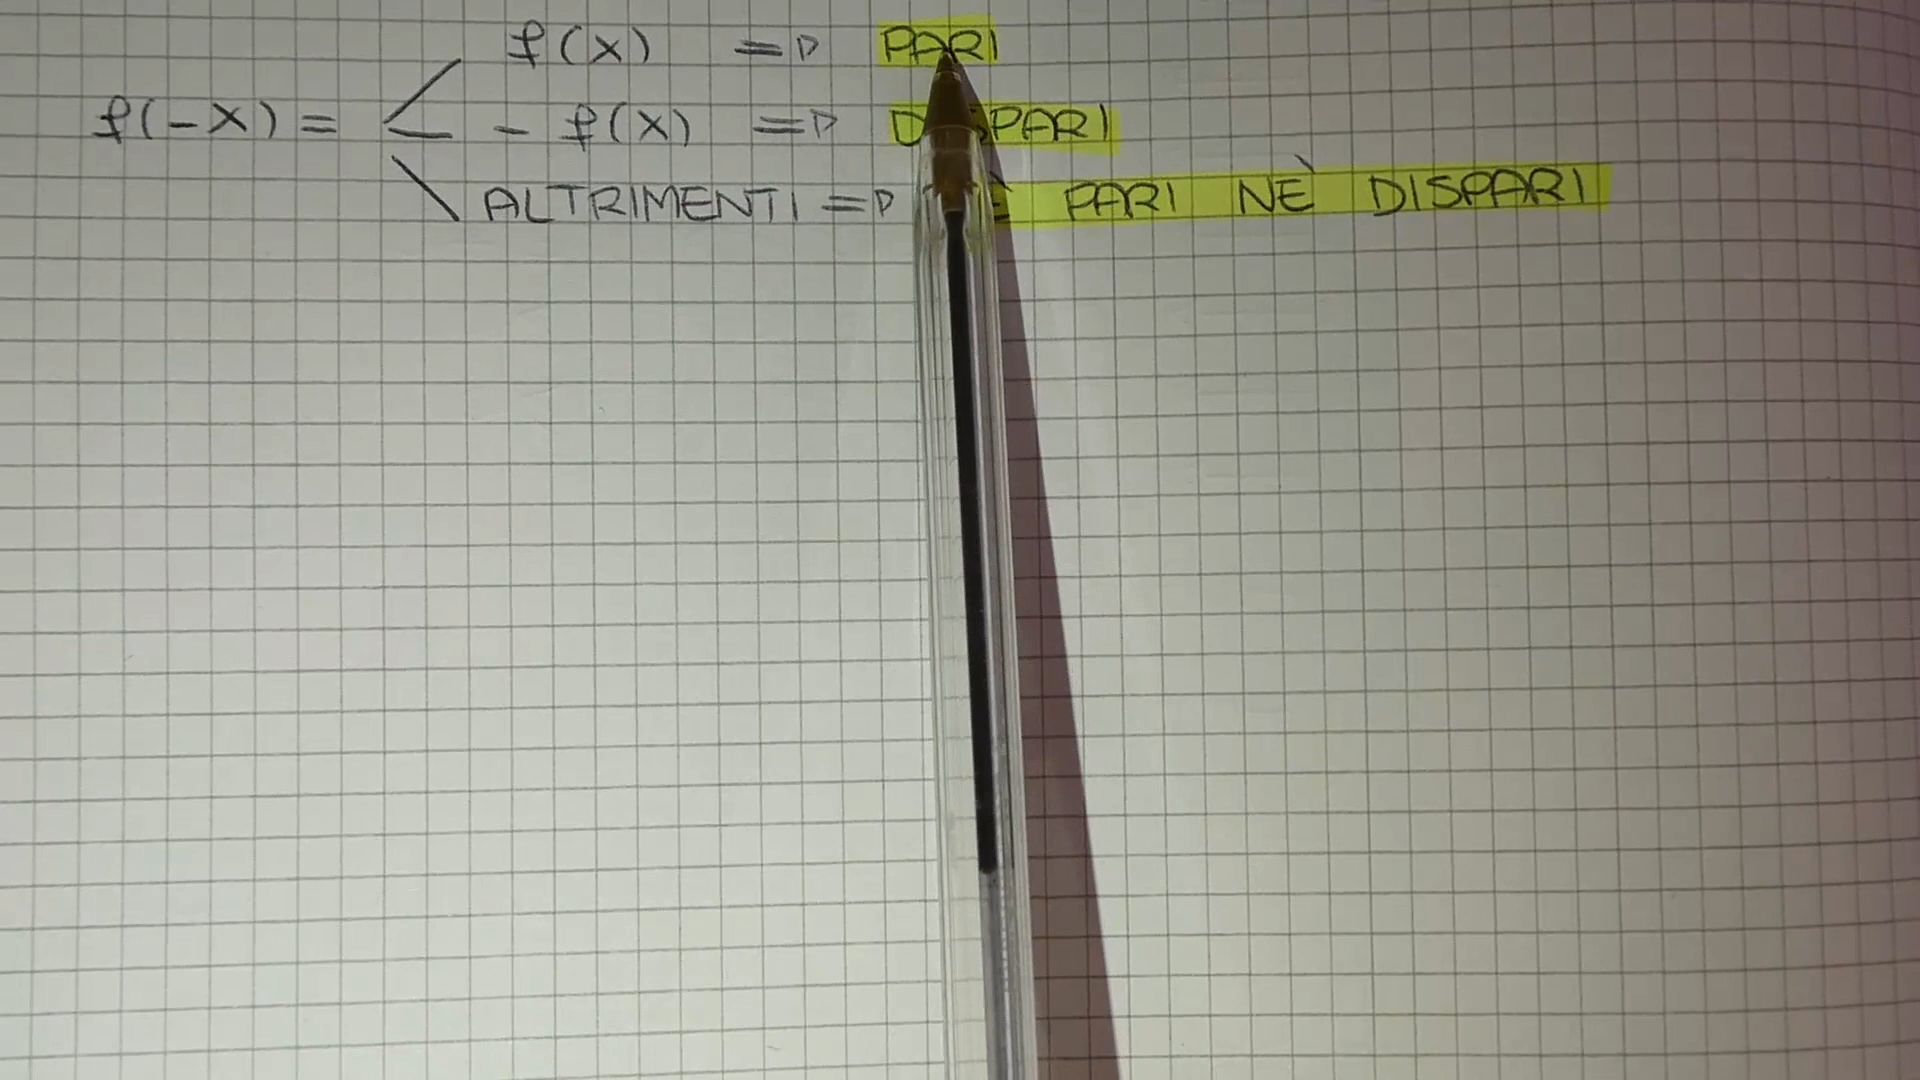 f(x) => PARI
f(-x) = - f(x) => DISPARI
ALTRIMENTI => PARI NÈ DISPARI